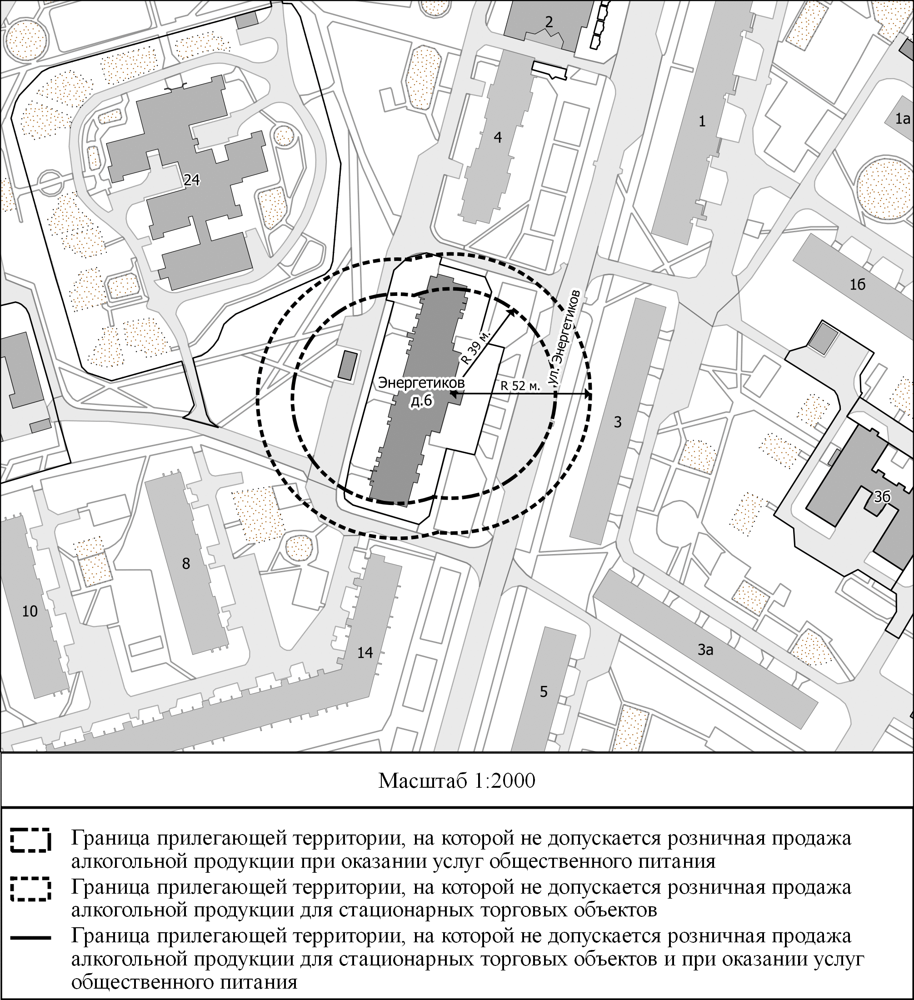 2
4
1
1а
24
1б
ул. Энергетиков
R 39 м.
Энергетиков
д.6
R 52 м.
3
3б
8
10
14
3а
5
Масштаб 1:2000
Граница прилегающей территории, на которой не допускается розничная продажа
алкогольной продукции при оказании услуг общественного питания
Граница прилегающей территории, на которой не допускается розничная продажа
алкогольной продукции для стационарных торговых объектов
Граница прилегающей территории, на которой не допускается розничная продажа
алкогольной продукции для стационарных торговых объектов и при оказании услуг
общественного питания